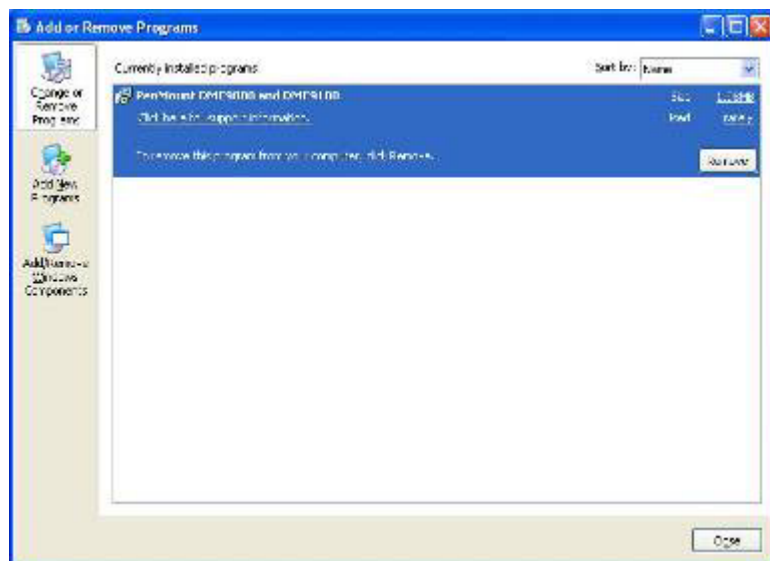 Add or Remove Programs
Change or
Remove
Programs
Currently installed programs
Sort by: Name
PenMount DMC9000 and DMC9100
Size
Click here for support information.
Used rarely
To remove this program from your computer, click Remove.
Remove
Add New
Programs
Add/Remove
Windows
Components
Close